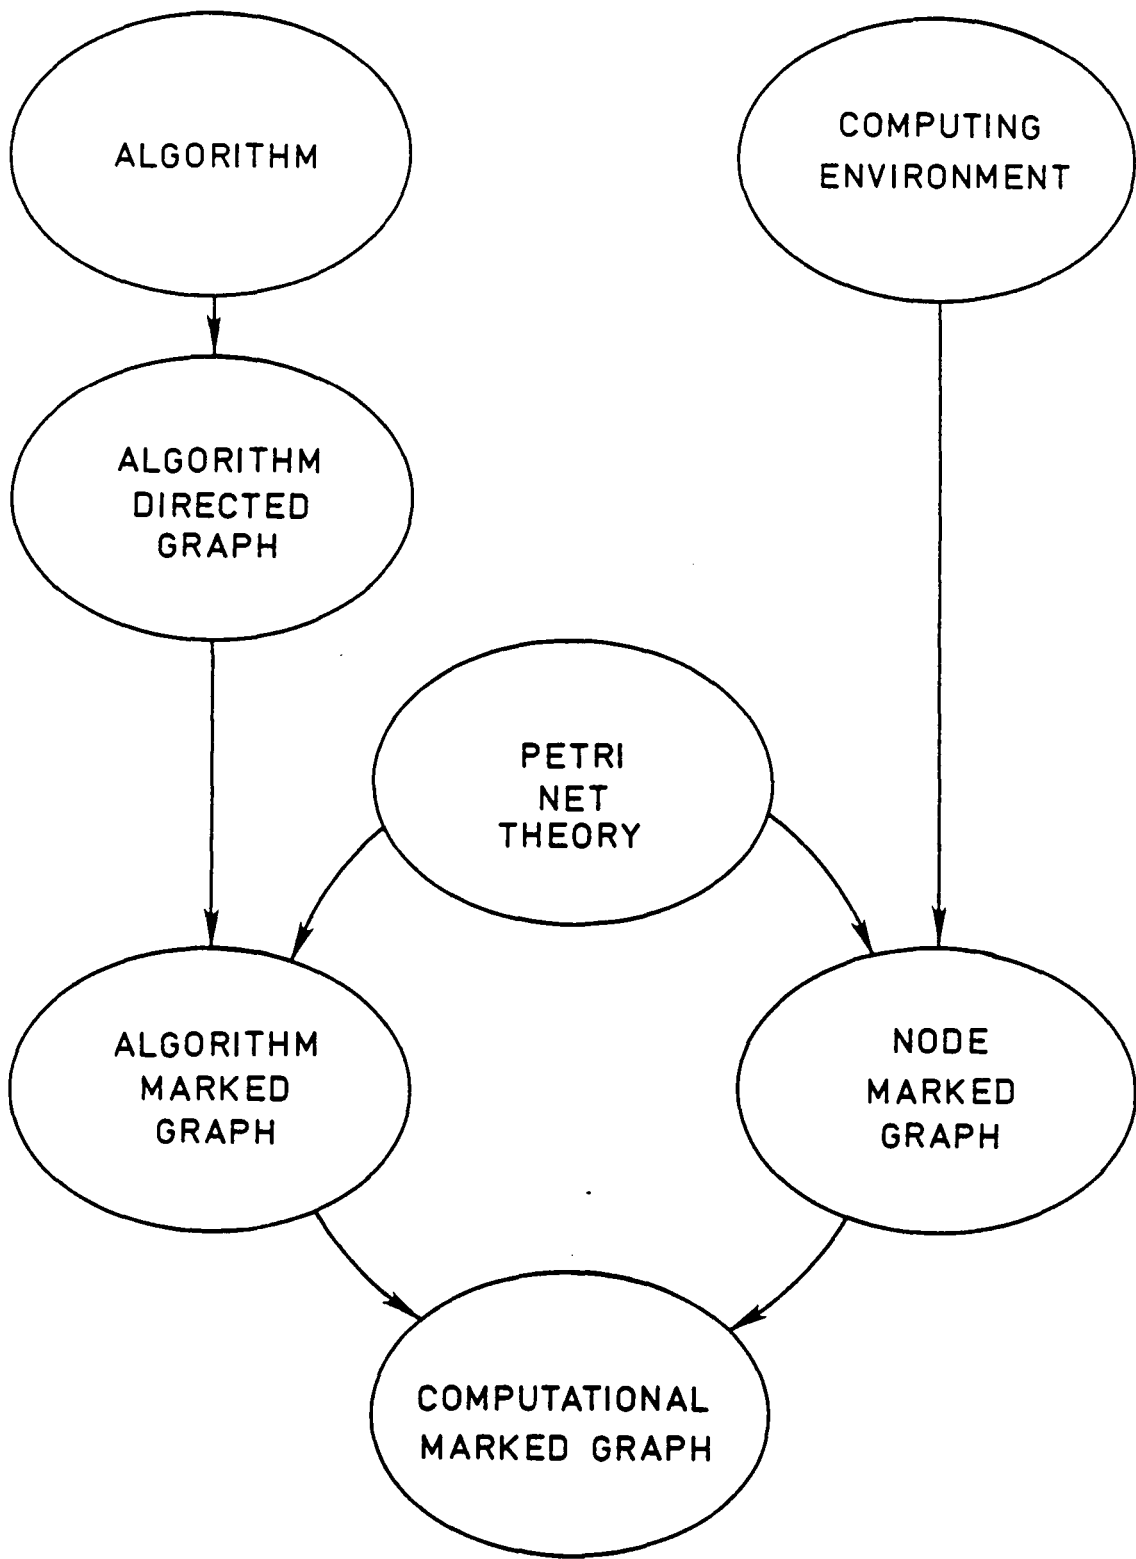 ALGORITHM
COMPUTING
ENVIRONMENT
ALGORITHM
DIRECTED
GRAPH
PETRI
NET
THEORY
ALGORITHM
MARKED
GRAPH
NODE
MARKED
GRAPH
COMPUTATIONAL
MARKED GRAPH